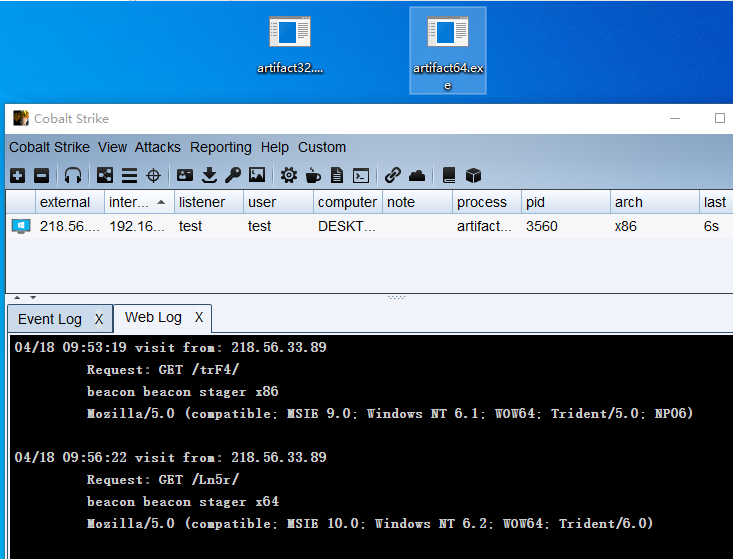 artifact32....
artifact64.ex
e
Cobalt Strike
Cobalt Strike View Attacks Reporting Help Custom
external inter... listener user computer note process pid arch last
218.56.... 192.16... test test DESKT... artifact... 3560 x86 6s
Event Log X Web Log X
04/18 09:53:19 visit from: 218.56.33.89
Request: GET /trF4/
beacon beacon stager x86
Mozilla/5.0 (compatible; MSIE 9.0; Windows NT 6.1; WOW64; Trident/5.0; NP06)
04/18 09:56:22 visit from: 218.56.33.89
Request: GET /Ln5r/
beacon beacon stager x64
Mozilla/5.0 (compatible; MSIE 10.0; Windows NT 6.2; WOW64; Trident/6.0)